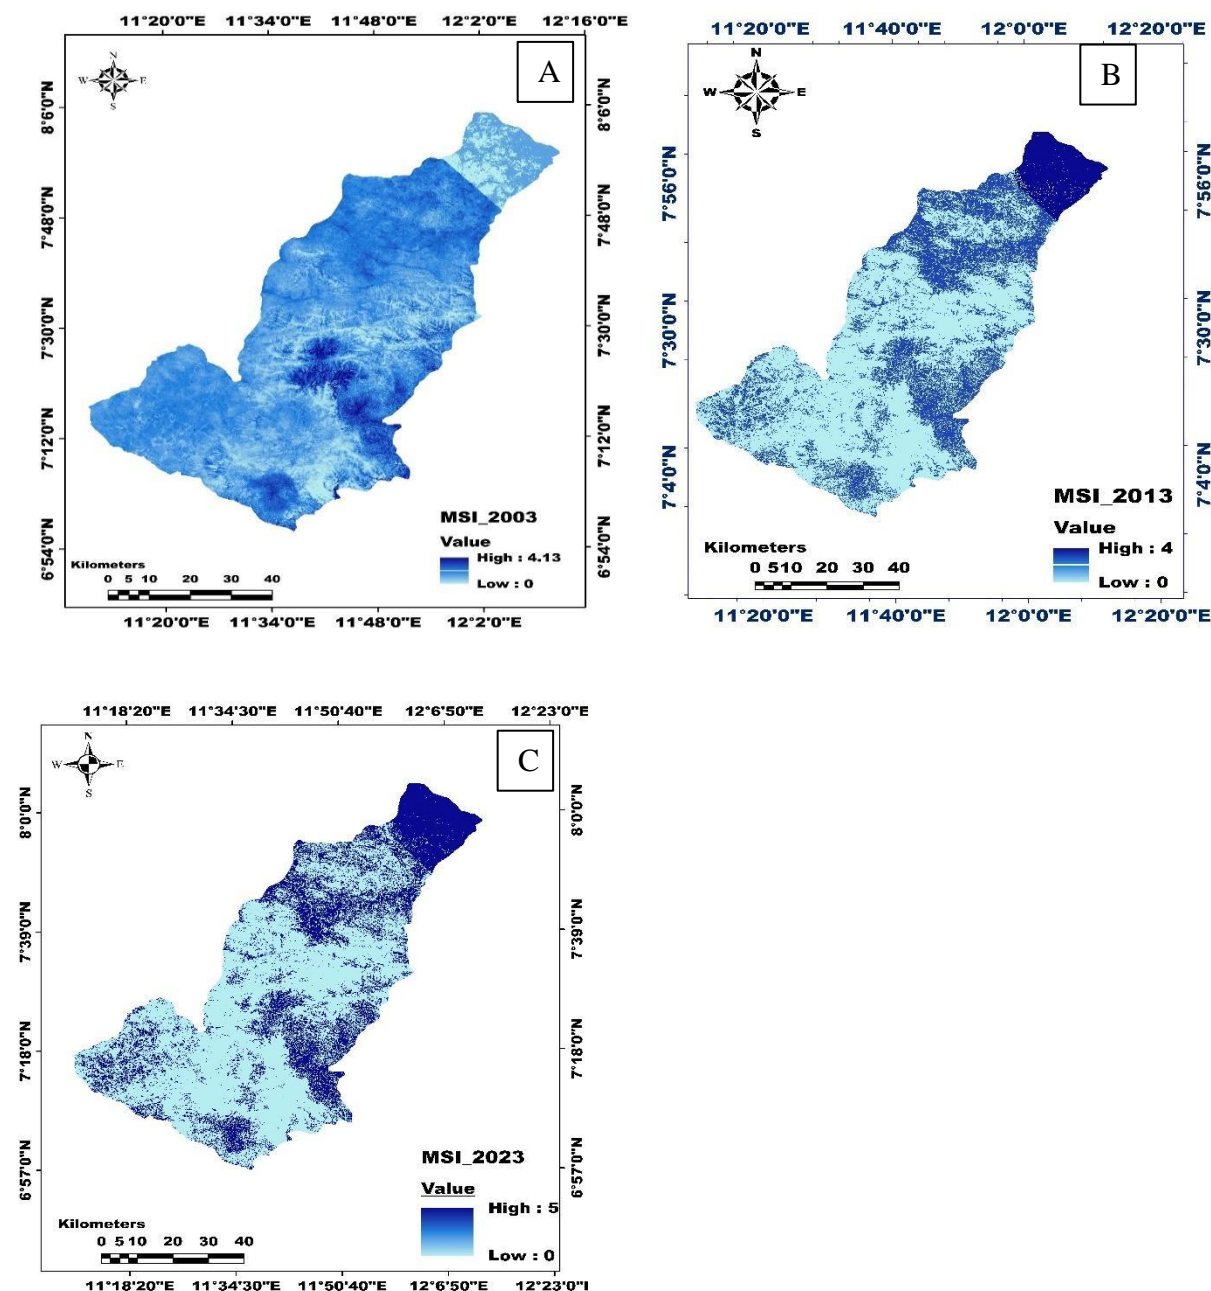 11°20'0"E 11°34'0"E 11°48'0"E 12°2'0"E 12°16'0"E
A
N
W E
S
8°6'0"N
7°48'0"N
7°30'0"N
7°12'0"N
6°54'0"N
8°6'0"N
7°48'0"N
7°30'0"N
7°12'0"N
6°54'0"N
MSI_2003
Value
High : 4.13
Low : 0
Kilometers
0 5 10 20 30 40
11°20'0"E 11°34'0"E 11°48'0"E 12°2'0"E
11°20'0"E 11°40'0"E 12°0'0"E 12°20'0"E
B
N
W E
S
7°56'0"N
7°30'0"N
7°4'0"N
7°56'0"N
7°30'0"N
7°4'0"N
MSI_2013
Value
High : 4
Low : 0
Kilometers
0 5 10 20 30 40
11°20'0"E 11°40'0"E 12°0'0"E 12°20'0"E
11°18'20"E 11°34'30"E 11°50'40"E 12°6'50"E 12°23'0"E
C
N
W E
S
8°0'0"N
7°39'0"N
7°18'0"N
6°57'0"N
8°0'0"N
7°39'0"N
7°18'0"N
6°57'0"N
MSI_2023
Value
High : 5
Low : 0
Kilometers
0 5 10 20 30 40
11°18'20"E 11°34'30"E 11°50'40"E 12°6'50"E 12°23'0"